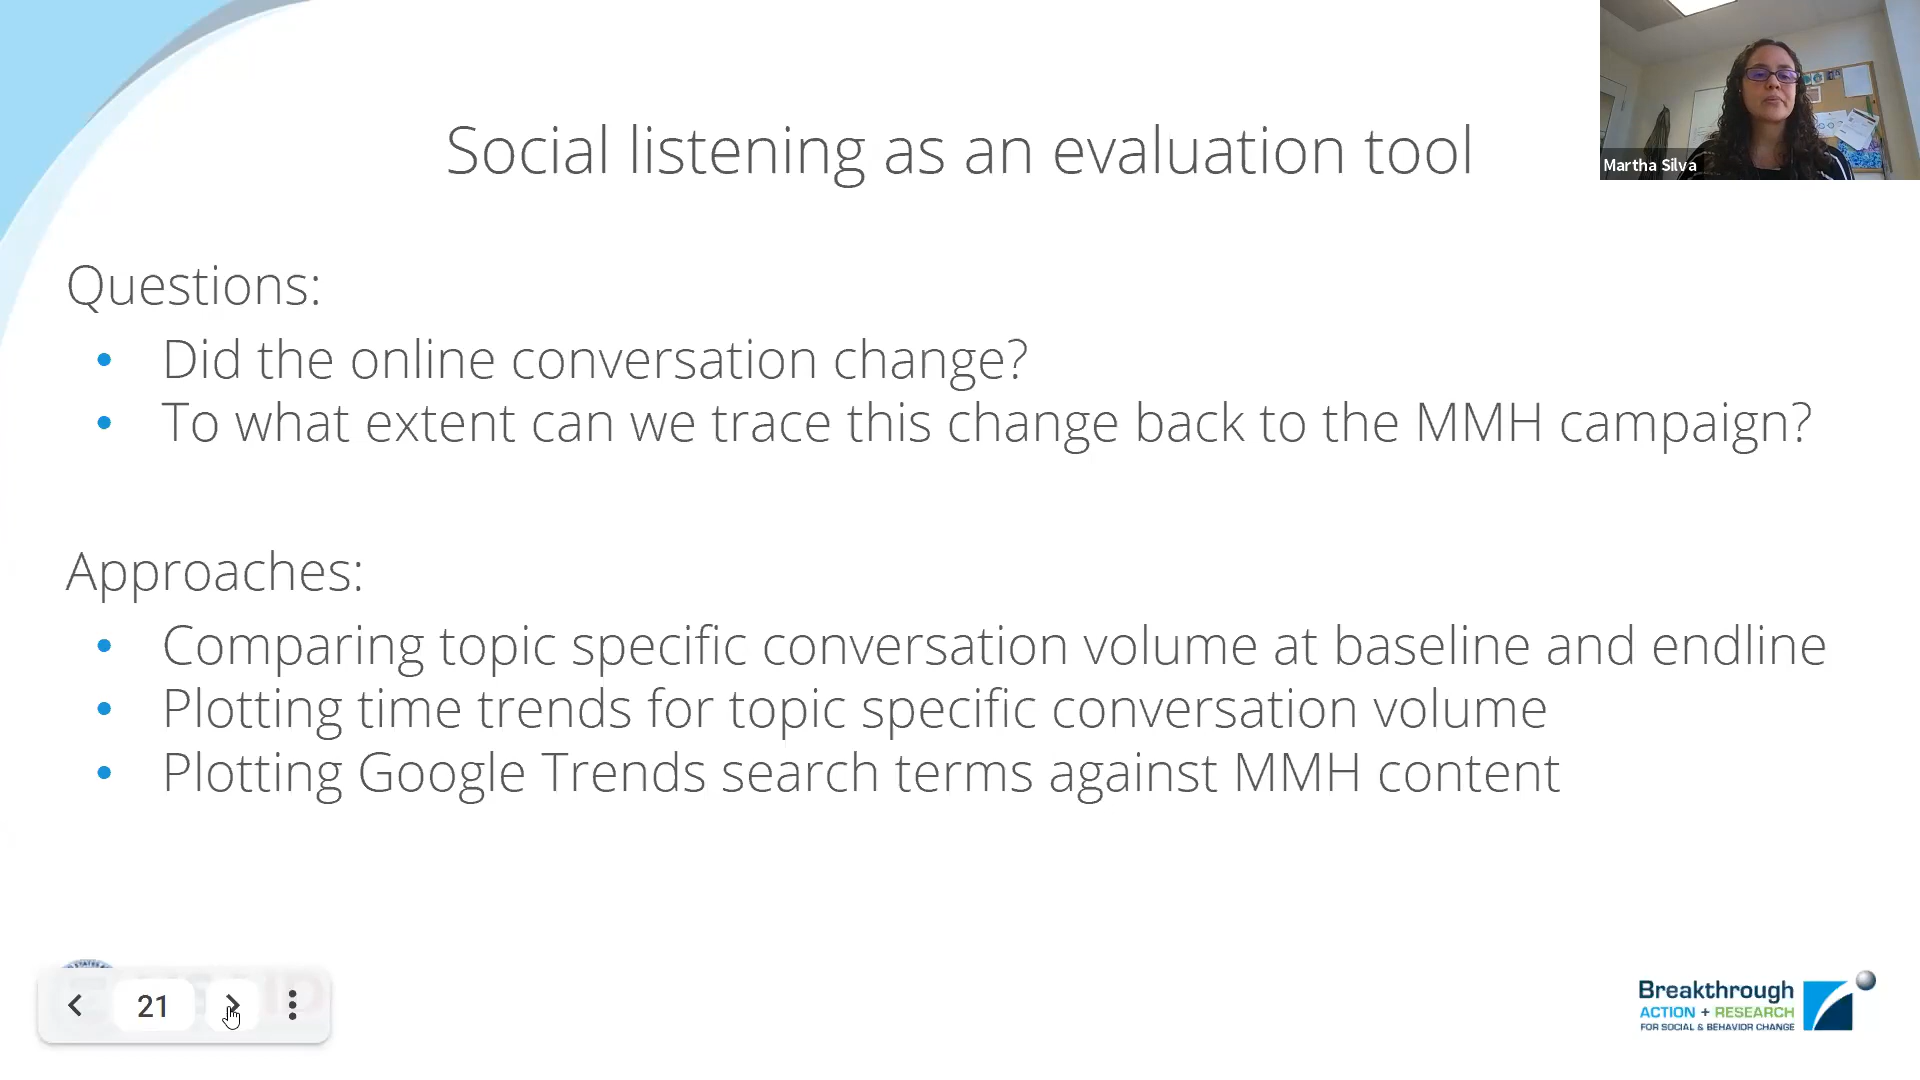 Social listening as an evaluation tool
Martha Silva
Questions:
• Did the online conversation change?
• To what extent can we trace this change back to the MMH campaign?
Approaches:
• Comparing topic specific conversation volume at baseline and endline
• Plotting time trends for topic specific conversation volume
• Plotting Google Trends search terms against MMH content
21
Breakthrough
ACTION + RESEARCH
FOR SOCIAL & BEHAVIOR CHANGE